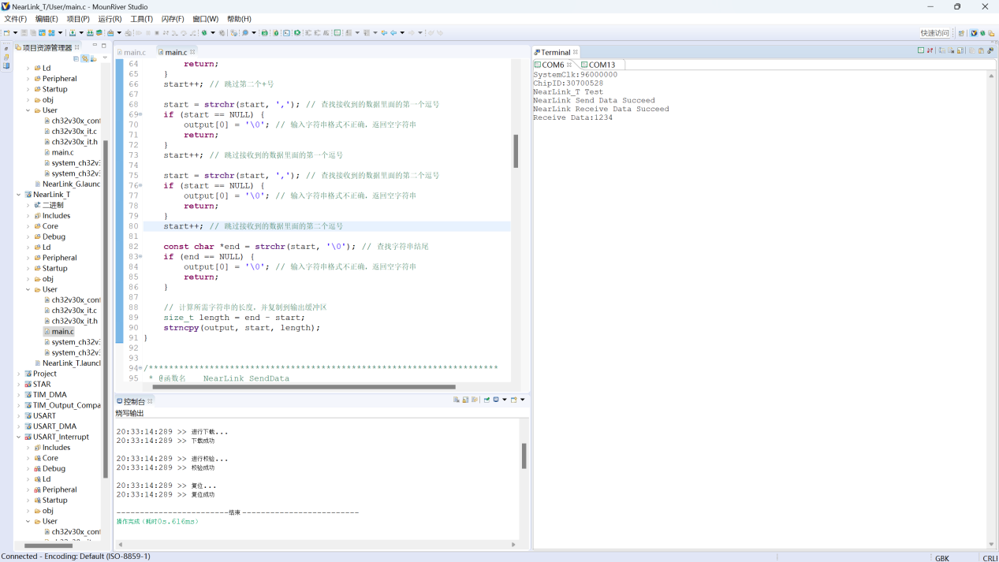 NearLink_T/User/main.c - MounRiver Studio
文件(F) 编辑(E) 项目(P) 运行(R) 工具(T) 闪存(F) 窗口(W) 帮助(H)
快速访问
项目资源管理器
Ld
Peripheral
Startup
obj
User
ch32v30x_conf
ch32v30x_it.c
ch32v30x_it.h
main.c
system_ch32v3
system_ch32v3
NearLink_G.launc
NearLink_T
二进制
Includes
Core
Debug
Ld
Peripheral
Startup
obj
User
ch32v30x_conf
ch32v30x_it.c
ch32v30x_it.h
main.c
system_ch32v3
system_ch32v3
NearLink_T.launcl
Project
STAR
TIM_DMA
TIM_Output_Compa
USART
USART_DMA
USART_Interrupt
Includes
Core
Debug
Ld
Peripheral
Startup
obj
User
ch32v30x_conf
main.c main.c
64 return;
65 }
66 start++; // 跳过第二个+号
67
68 start = strchr(start, ','); // 查找接收到的数据里面的第一个逗号
69 if (start == NULL) {
70 output[0] = '\0'; // 输入字符串格式不正确，返回空字符串
71 return;
72 }
73 start++; // 跳过接收到的数据里面的第一个逗号
74
75 start = strchr(start, ','); // 查找接收到的数据里面的第二个逗号
76 if (start == NULL) {
77 output[0] = '\0'; // 输入字符串格式不正确，返回空字符串
78 return;
79 }
80 start++; // 跳过接收到的数据里面的第二个逗号
81
82 const char *end = strchr(start, '\0'); // 查找字符串结尾
83 if (end == NULL) {
84 output[0] = '\0'; // 输入字符串格式不正确，返回空字符串
85 return;
86 }
87
88 // 计算所需字符串的长度，并复制到输出缓冲区
89 size_t length = end - start;
90 strncpy(output, start, length);
91 }
92
93
94 /*********************************************************************
95 * @函数名 NearLink_SendData
控制台
烧写输出
20:33:14:289 >> 进行下载...
20:33:14:289 >> 下载成功
20:33:14:289 >> 进行校验...
20:33:14:289 >> 校验成功
20:33:14:289 >> 复位...
20:33:14:289 >> 复位成功
------------------------结束-------------------------
操作完成（耗时0s.616ms）
Terminal
COM6 COM13
SystemClk:96000000
ChipID:30700528
NearLink_T Test
NearLink Send Data Succeed
NearLink Receive Data Succeed
Receive Data:1234
Connected - Encoding: Default (ISO-8859-1)
GBK
CRLI